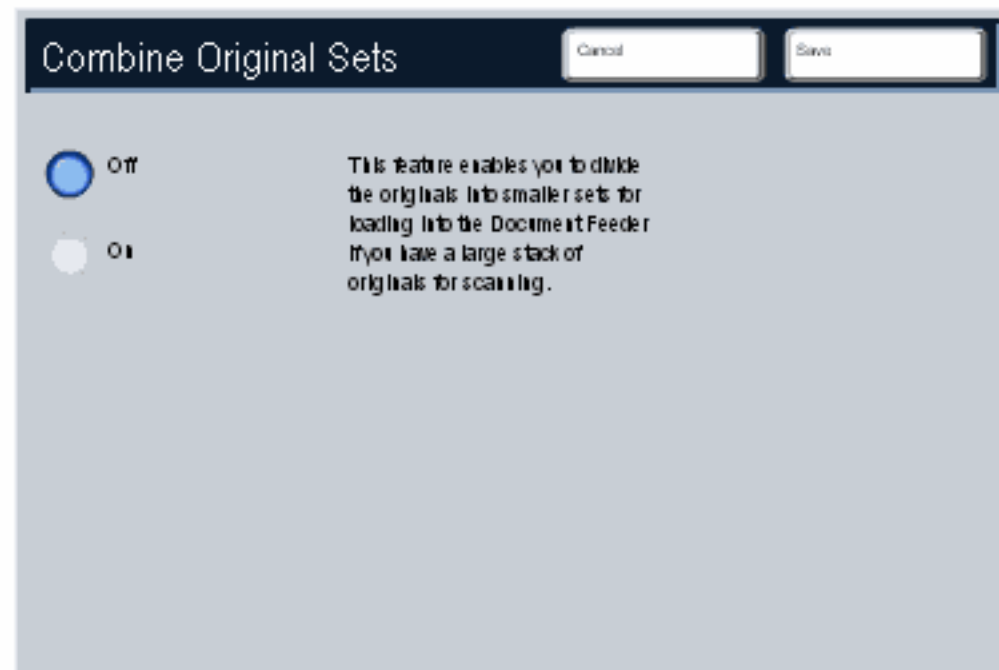 Combine Original Sets
Cancel
Save
Off
This feature enables you to divide
the originals into smaller sets for
loading into the Document Feeder
if you have a large stack of
originals for scanning.
On